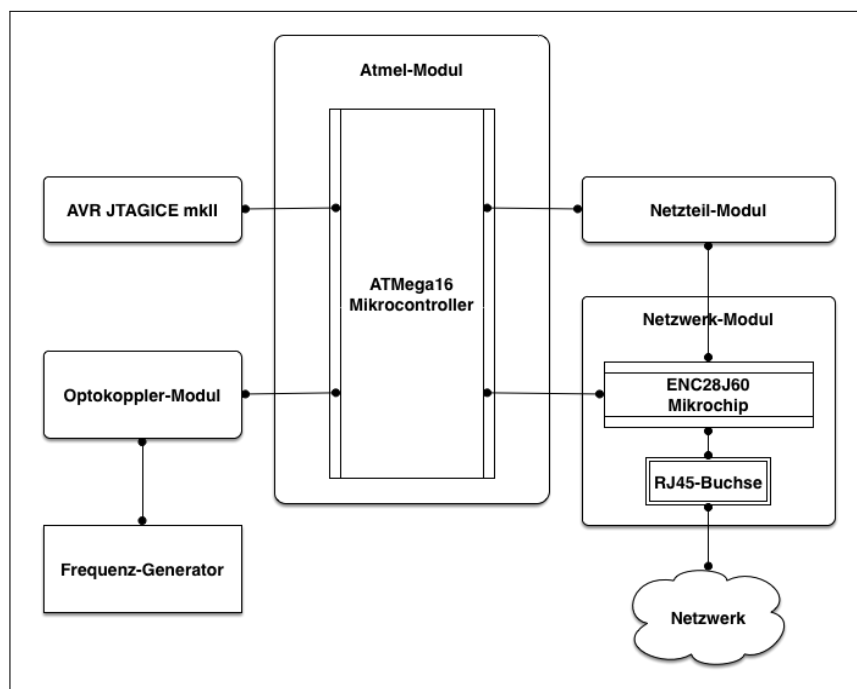 Atmel-Modul
AVR JTAGICE mkII
Netzteil-Modul
ATMega16
Mikrocontroller
Netzwerk-Modul
Optokoppler-Modul
ENC28J60
Mikrochip
RJ45-Buchse
Frequenz-Generator
Netzwerk